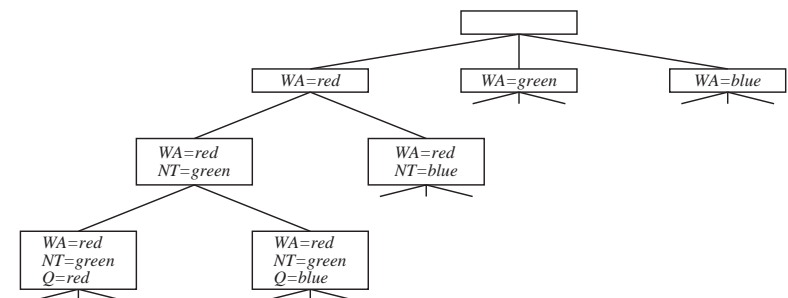 WA=red
WA=green
WA=blue
WA=red
NT=green
WA=red
NT=blue
WA=red
NT=green
Q=red
WA=red
NT=green
Q=blue